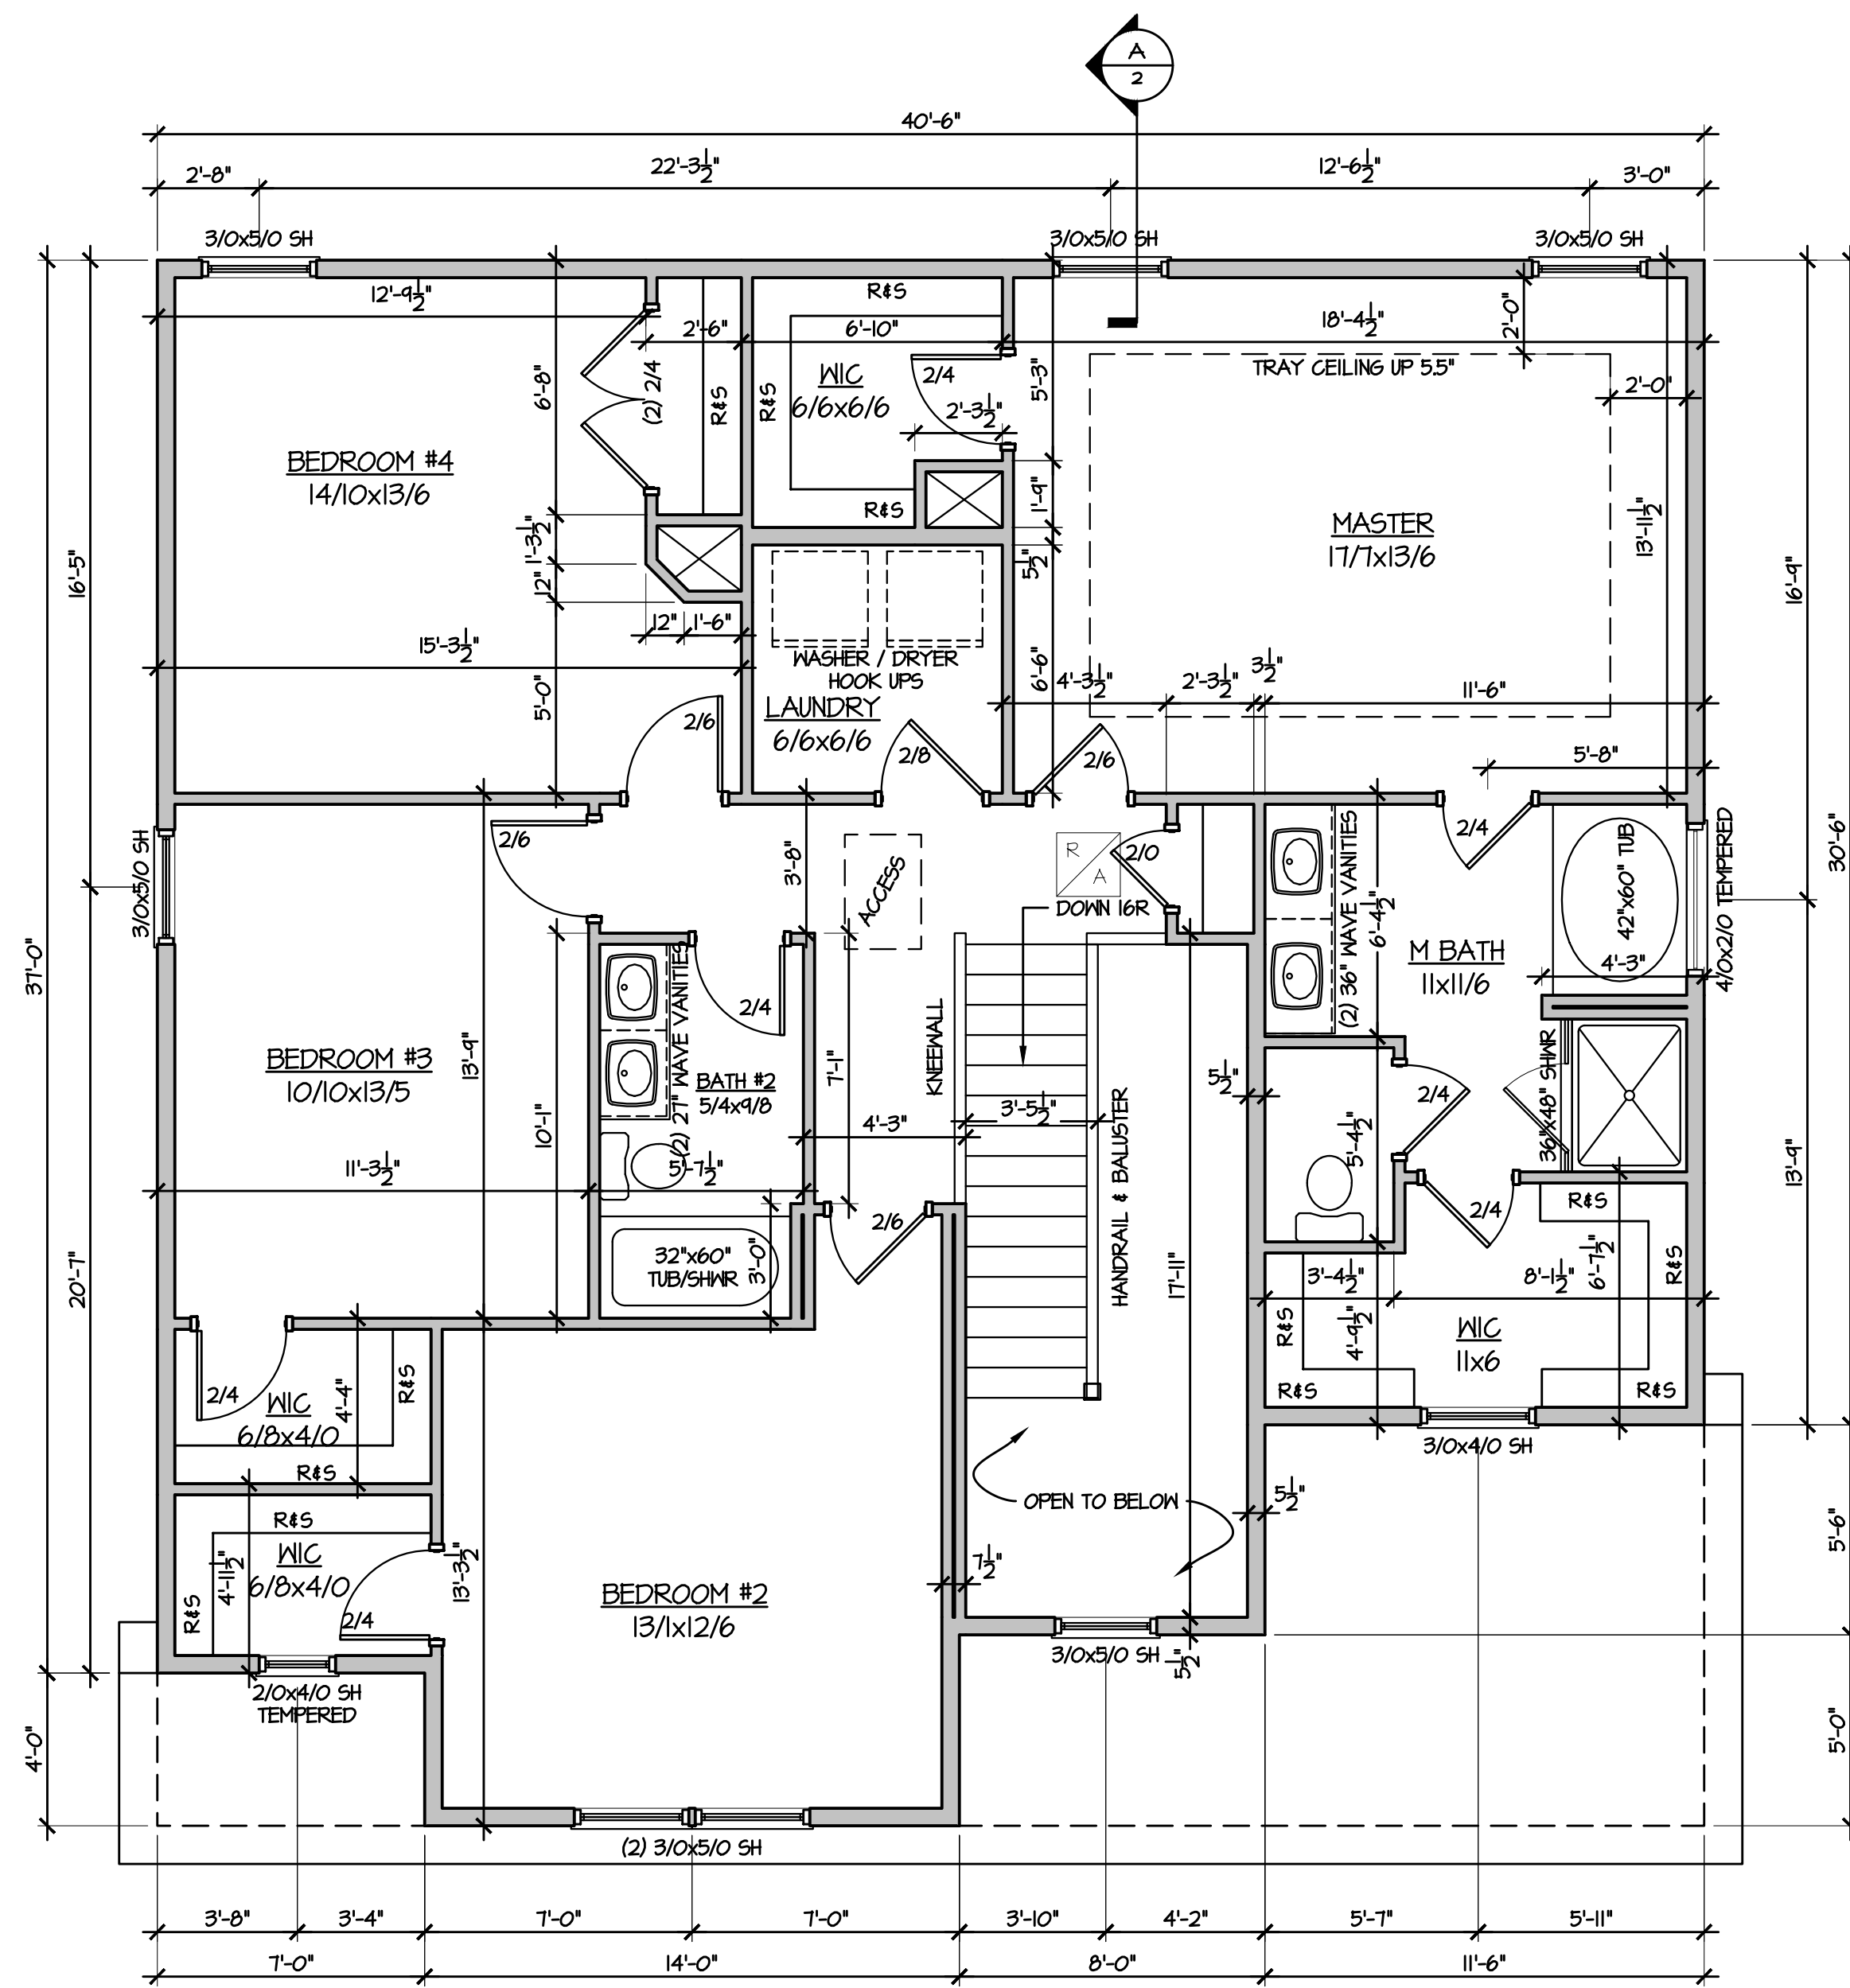 A
2
40'-6"
2'-8"
22'-3 1/2"
12'-6 1/2"
3'-0"
3/0x5/0 SH
3/0x5/0 SH
3/0x5/0 SH
12'-9 1/2"
2'-6"
R&S
6'-10"
18'-4 1/2"
2'-0"
TRAY CEILING UP 5.5"
2'-0"
6'-8"
(2) 2/4
R&S
R&S
WIC
6/6x6/6
2/4
2'-3 1/2"
5'-3"
BEDROOM #4
14/10x13/6
R&S
1'-9"
MASTER
17/7x13/6
13'-11 1/2"
1'-3 1/2"
12"
5 1/2"
16'-5"
16'-9"
12"
1'-6"
15'-3 1/2"
WASHER / DRYER
HOOK UPS
LAUNDRY
6/6x6/6
5'-0"
2/6
2/8
6'-6"
4'-3 1/2"
2'-3 1/2"
3 1/2"
11'-6"
2/6
5'-8"
3/0x5/0 SH
2/6
3'-8"
ACCESS
R
A
2/0
DOWN 16R
(2) 36" WAVE VANITIES
6'-4 1/2"
2/4
42"x60" TUB
4/0x2/0 TEMPERED
30'-6"
37'-0"
M BATH
11x11/6
4'-3"
(2) 27" WAVE VANITIES
2/4
KNEEWALL
BEDROOM #3
10/10x13/5
13'-9"
10'-1"
BATH #2
5/4x9/8
7'-1"
4'-3"
3'-5 1/2"
HANDRAIL & BALUSTER
5 1/2"
2/4
36"x48" SHWR
5'-4 1/2"
13'-9"
11'-3 1/2"
5'-7 1/2"
2/6
2/4
R&S
20'-7"
32"x60"
TUB/SHWR
3'-0"
17'-11"
3'-4 1/2"
8'-1 1/2"
6'-7 1/2"
R&S
R&S
4'-9 1/2"
WIC
11x6
R&S
R&S
2/4
WIC
6/8x4/0
4'-4"
R&S
R&S
3/0x4/0 SH
OPEN TO BELOW
5 1/2"
5'-6"
R&S
WIC
6/8x4/0
4'-11 1/2"
R&S
2/4
13'-3 1/2"
7 1/2"
BEDROOM #2
13/1x12/6
3/0x5/0 SH
5 1/2"
2/0x4/0 SH
TEMPERED
4'-0"
5'-0"
(2) 3/0x5/0 SH
3'-8"
3'-4"
7'-0"
7'-0"
3'-10"
4'-2"
5'-7"
5'-11"
7'-0"
14'-0"
8'-0"
11'-6"